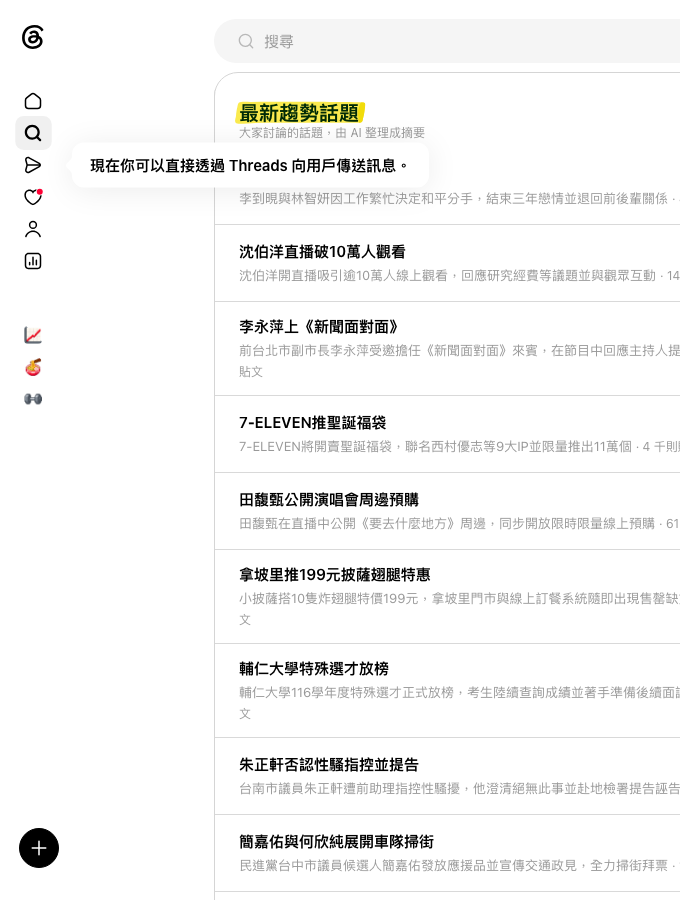 搜尋
最新趨勢話題
大家討論的話題，由 AI 整理成摘要
現在你可以直接透過 Threads 向用戶傳送訊息。
李到晛與林智妍因工作繁忙決定和平分手，結束三年戀情並退回前後輩關係 ·
沈伯洋直播破10萬人觀看
沈伯洋開直播吸引逾10萬人線上觀看，回應研究經費等議題並與觀眾互動 · 14
李永萍上《新聞面對面》
前台北市副市長李永萍受邀擔任《新聞面對面》來賓，在節目中回應主持人提
貼文
7-ELEVEN推聖誕福袋
7-ELEVEN將開賣聖誕福袋，聯名西村優志等9大IP並限量推出11萬個 · 4 千則
田馥甄公開演唱會周邊預購
田馥甄在直播中公開《要去什麼地方》周邊，同步開放限時限量線上預購 · 61
拿坡里推199元披薩翅腿特惠
小披薩搭10隻炸翅腿特價199元，拿坡里門市與線上訂餐系統隨即出現售罄缺
文
輔仁大學特殊選才放榜
輔仁大學116學年度特殊選才正式放榜，考生陸續查詢成績並著手準備後續面
文
朱正軒否認性騷指控並提告
台南市議員朱正軒遭前助理指控性騷擾，他澄清絕無此事並赴地檢署提告誣告
簡嘉佑與何欣純展開車隊掃街
民進黨台中市議員候選人簡嘉佑發放應援品並宣傳交通政見，全力掃街拜票 ·